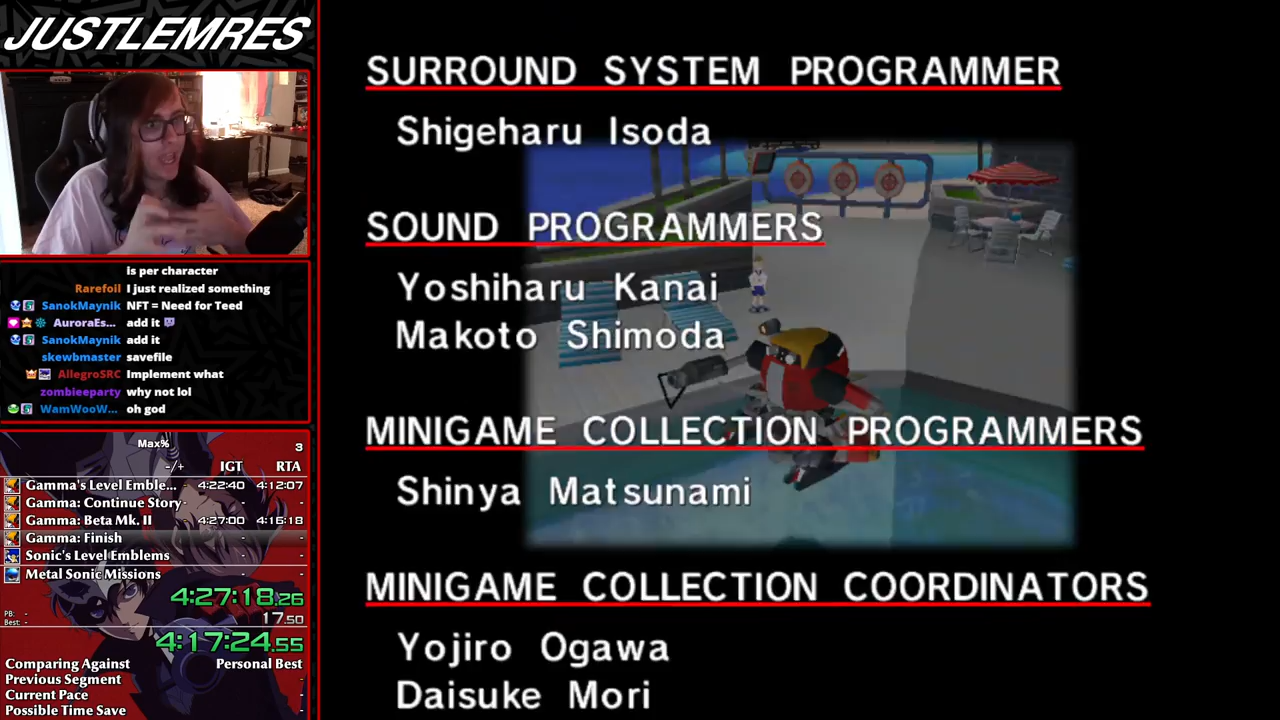 JUSTLEMRES
is per character
Rarefoil I just realized something
SanokMaynik NFT = Need for Teed
AuroraEs... add it
SanokMaynik add it
skewbmaster savefile
AllegroSRC Implement what
zombieeparty why not lol
WamWooW... oh god
Max% 3
-/+ IGT RTA
Gamma's Level Emble... - 4:22:40 4:12:07
Gamma: Continue Story - -
Gamma: Beta Mk. II 4:27:00 4:16:18
Gamma: Finish - -
Sonic's Level Emblems - -
Metal Sonic Missions - -
4:27:18.26
PB: -
Best: -
17.50
4:17:24.55
Comparing Against Personal Best
Previous Segment -
Current Pace -
Possible Time Save -
SURROUND SYSTEM PROGRAMMER
Shigeharu Isoda
SOUND PROGRAMMERS
Yoshiharu Kanai
Makoto Shimoda
MINIGAME COLLECTION PROGRAMMERS
Shinya Matsunami
MINIGAME COLLECTION COORDINATORS
Yojiro Ogawa
Daisuke Mori